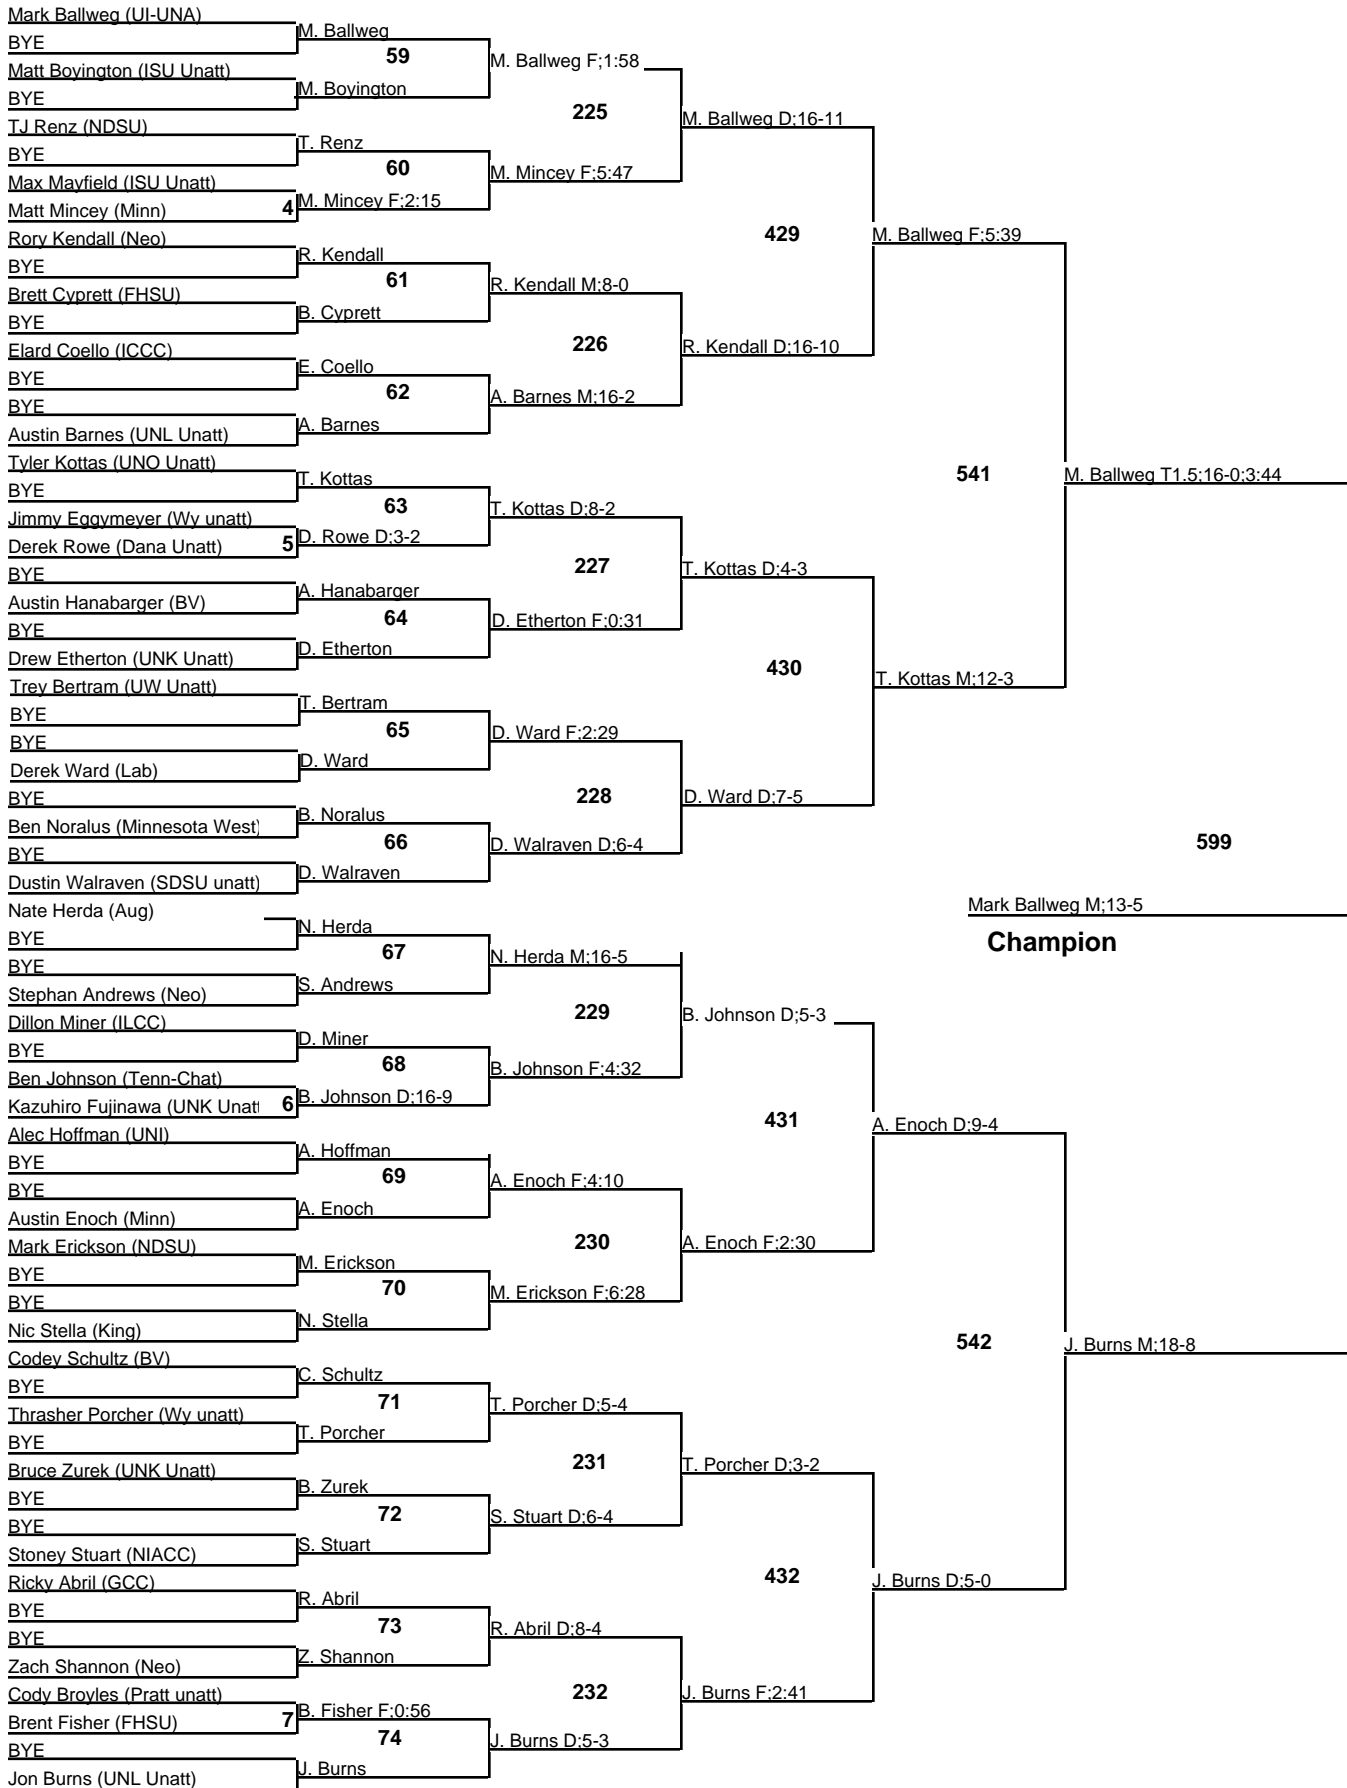 Mark Ballweg (UI-UNA)
M. Ballweg
BYE
59
M. Ballweg F;1:58
Matt Boyington (ISU Unatt)
M. Boyington
BYE
225
M. Ballweg D;16-11
TJ Renz (NDSU)
T. Renz
BYE
60
M. Mincey F;5:47
Max Mayfield (ISU Unatt)
4
M. Mincey F;2:15
Matt Mincey (Minn)
429
M. Ballweg F;5:39
Rory Kendall (Neo)
R. Kendall
BYE
61
R. Kendall M;8-0
Brett Cyprett (FHSU)
B. Cyprett
BYE
226
R. Kendall D;16-10
Elard Coello (ICCC)
E. Coello
BYE
62
A. Barnes M;16-2
BYE
A. Barnes
Austin Barnes (UNL Unatt)
Tyler Kottas (UNO Unatt)
541
M. Ballweg T1.5;16-0;3:44
T. Kottas
BYE
63
T. Kottas D;8-2
Jimmy Eggymeyer (Wy unatt)
5
D. Rowe D;3-2
Derek Rowe (Dana Unatt)
227
T. Kottas D;4-3
BYE
A. Hanabarger
Austin Hanabarger (BV)
64
D. Etherton F;0:31
BYE
D. Etherton
Drew Etherton (UNK Unatt)
430
T. Kottas M;12-3
Trey Bertram (UW Unatt)
T. Bertram
BYE
65
D. Ward F;2:29
BYE
D. Ward
Derek Ward (Lab)
228
D. Ward D;7-5
BYE
B. Noralus
Ben Noralus (Minnesota West)
66
D. Walraven D;6-4
599
BYE
D. Walraven
Dustin Walraven (SDSU unatt)
Nate Herda (Aug)
Mark Ballweg M;13-5
Champion
N. Herda
BYE
67
N. Herda M;16-5
BYE
S. Andrews
Stephan Andrews (Neo)
229
B. Johnson D;5-3
Dillon Miner (ILCC)
D. Miner
BYE
68
B. Johnson F;4:32
Ben Johnson (Tenn-Chat)
6
B. Johnson D;16-9
Kazuhiro Fujinawa (UNK Unatt
431
A. Enoch D;9-4
Alec Hoffman (UNI)
A. Hoffman
BYE
69
A. Enoch F;4:10
BYE
A. Enoch
Austin Enoch (Minn)
230
A. Enoch F;2:30
Mark Erickson (NDSU)
M. Erickson
BYE
70
M. Erickson F;6:28
BYE
N. Stella
Nic Stella (King)
542
J. Burns M;18-8
Codey Schultz (BV)
C. Schultz
BYE
71
T. Porcher D;5-4
Thrasher Porcher (Wy unatt)
T. Porcher
BYE
231
T. Porcher D;3-2
Bruce Zurek (UNK Unatt)
B. Zurek
BYE
72
S. Stuart D;6-4
BYE
S. Stuart
Stoney Stuart (NIACC)
432
J. Burns D;5-0
Ricky Abril (GCC)
R. Abril
BYE
73
R. Abril D;8-4
BYE
Z. Shannon
Zach Shannon (Neo)
232
J. Burns F;2:41
Cody Broyles (Pratt unatt)
7
B. Fisher F;0:56
Brent Fisher (FHSU)
74
J. Burns D;5-3
BYE
J. Burns
Jon Burns (UNL Unatt)